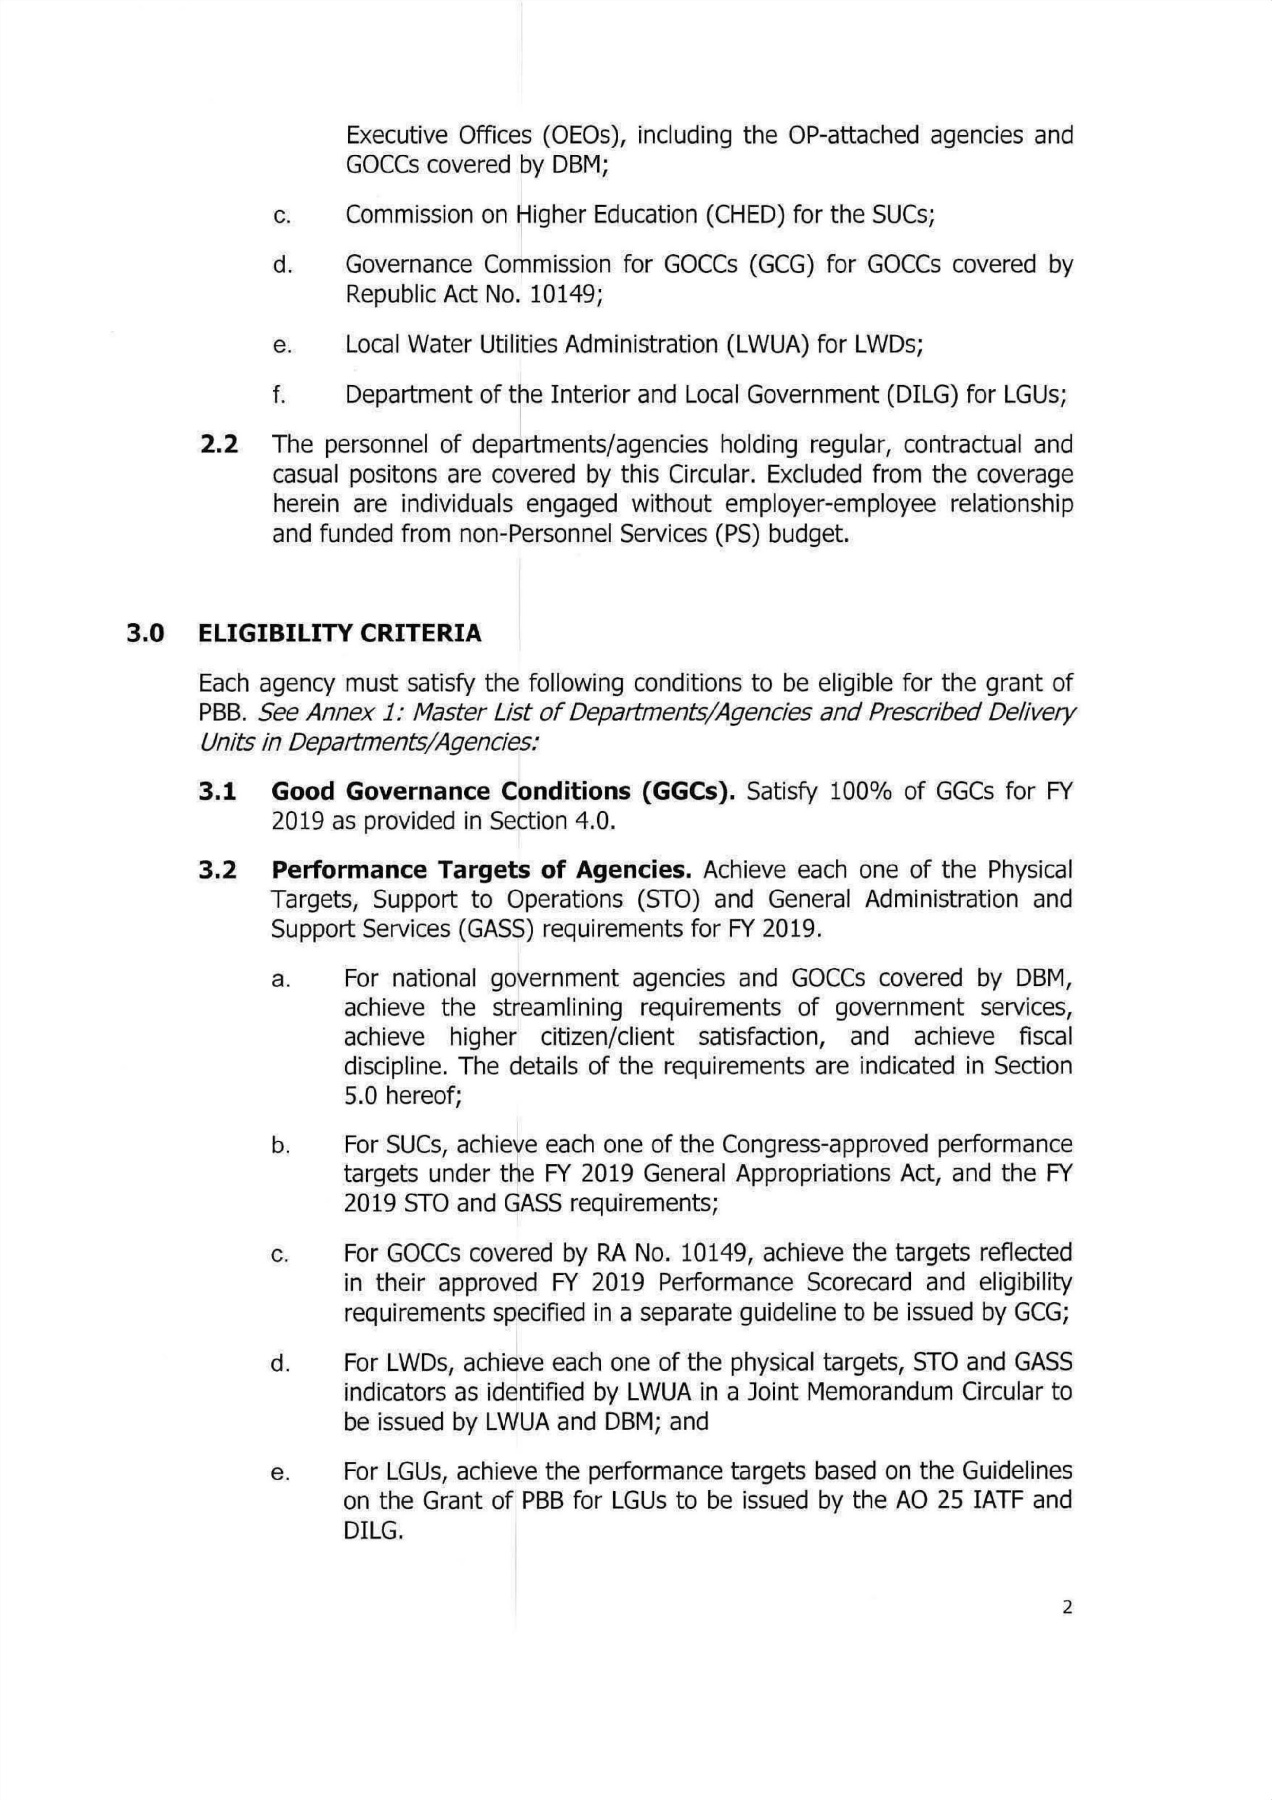 Executive Offices (OEOs), including the OP-attached agencies and
GOCCs covered by DBM;
c. Commission on Higher Education (CHED) for the SUCs;
d. Governance Commission for GOCCs (GCG) for GOCCs covered by
Republic Act No. 10149;
e. Local Water Utilities Administration (LWUA) for LWDs;
f. Department of the Interior and Local Government (DILG) for LGUs;
2.2 The personnel of departments/agencies holding regular, contractual and
casual positons are covered by this Circular. Excluded from the coverage
herein are individuals engaged without employer-employee relationship
and funded from non-Personnel Services (PS) budget.
3.0 ELIGIBILITY CRITERIA
Each agency must satisfy the following conditions to be eligible for the grant of
PBB. See Annex 1: Master List of Departments/Agencies and Prescribed Delivery
Units in Departments/Agencies:
3.1 Good Governance Conditions (GGCs). Satisfy 100% of GGCs for FY
2019 as provided in Section 4.0.
3.2 Performance Targets of Agencies. Achieve each one of the Physical
Targets, Support to Operations (STO) and General Administration and
Support Services (GASS) requirements for FY 2019.
a. For national government agencies and GOCCs covered by DBM,
achieve the streamlining requirements of government services,
achieve higher citizen/client satisfaction, and achieve fiscal
discipline. The details of the requirements are indicated in Section
5.0 hereof;
b. For SUCs, achieve each one of the Congress-approved performance
targets under the FY 2019 General Appropriations Act, and the FY
2019 STO and GASS requirements;
c. For GOCCs covered by RA No. 10149, achieve the targets reflected
in their approved FY 2019 Performance Scorecard and eligibility
requirements specified in a separate guideline to be issued by GCG;
d. For LWDs, achieve each one of the physical targets, STO and GASS
indicators as identified by LWUA in a Joint Memorandum Circular to
be issued by LWUA and DBM; and
e. For LGUs, achieve the performance targets based on the Guidelines
on the Grant of PBB for LGUs to be issued by the AO 25 IATF and
DILG.
2